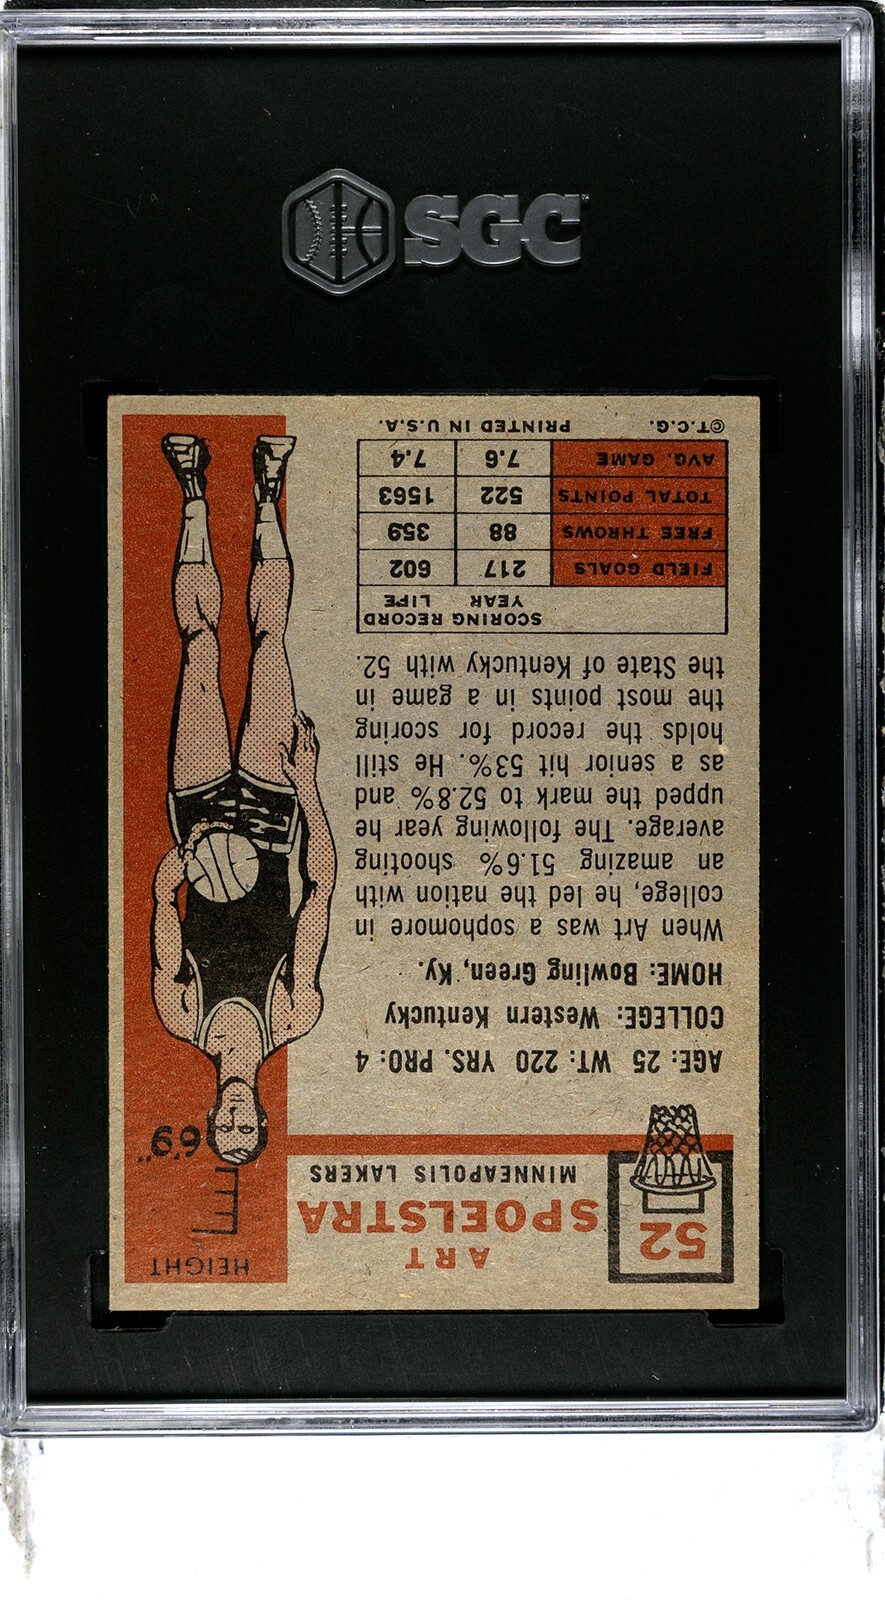 SGC
52
ART
SPOELSTRA
MINNEAPOLIS LAKERS
HEIGHT
6'9"
AGE: 25 WT: 220 YRS. PRO: 4
COLLEGE: Western Kentucky
HOME: Bowling Green, Ky.
When Art was a sophomore in
college, he led the nation with
an amazing 51.6% shooting
average. The following year he
upped the mark to 52.8% and
as a senior hit 53%. He still
holds the record for scoring
the most points in a game in
the State of Kentucky with 52.
SCORING RECORD
YEAR LIFE
FIELD GOALS 217 602
FREE THROWS 88 359
TOTAL POINTS 522 1563
AVG. GAME 7.6 7.4
©T.C.G. PRINTED IN U.S.A.